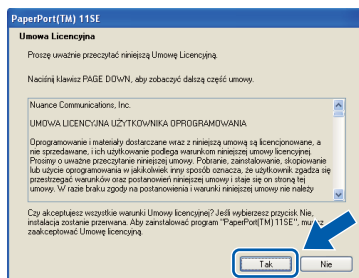 PaperPort(TM) 11SE
Umowa Licencyjna
Proszę uważnie przeczytać niniejszą Umowę Licencyjną.
Naciśnij klawisz PAGE DOWN, aby zobaczyć dalszą część umowy.
Nuance Communications, Inc.
UMOWA LICENCYJNA UŻYTKOWNIKA OPROGRAMOWANIA
Oprogramowanie i materiały dostarczane wraz z niniejszą umową są licencjonowane, a
nie sprzedawane, i ich użytkowanie podlega warunkom niniejszej umowy licencyjnej.
Prosimy o uważne przeczytanie niniejszej umowy. Pobranie, zainstalowanie, skopiowanie
lub użycie oprogramowania w jakikolwiek inny sposób oznacza, że użytkownik zgadza się
przestrzegać warunków oraz postanowień niniejszej umowy i staje się on stroną tej
umowy. W razie braku zgody na postanowienia i warunki niniejszej umowy nie należy
Czy akceptujesz wszystkie warunki Umowy licencyjnej? Jeśli wybierzesz przycisk Nie,
instalacja zostanie przerwana. Aby zainstalować program "PaperPort(TM) 11SE",
zaakceptować Umowę licencyjną.
Tak
Nie